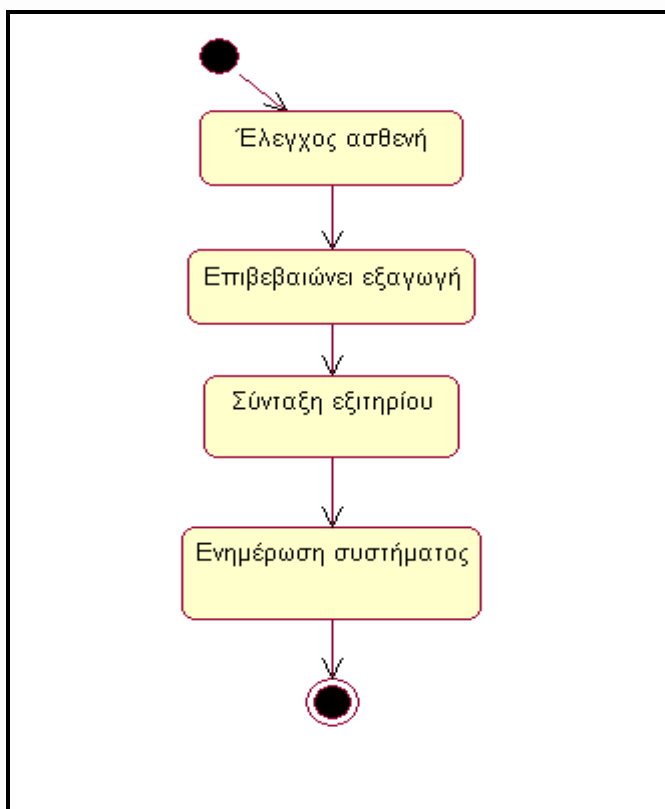 Έλεγχος ασθενή
Επιβεβαιώνει εξαγωγή
Σύνταξη εξιτηρίου
Ενημέρωση συστήματος